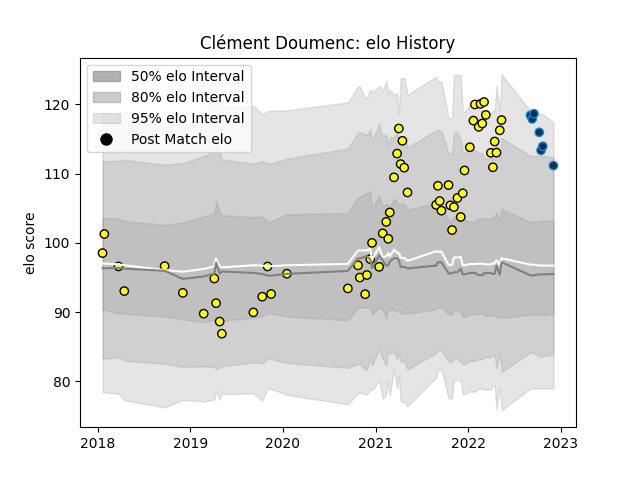 Clément Doumenc: elo History
50% elo Interval
80% elo Interval
95% elo Interval
Post Match elo
elo score
120
110
100
90
80
2018 2019 2020 2021 2022 2023